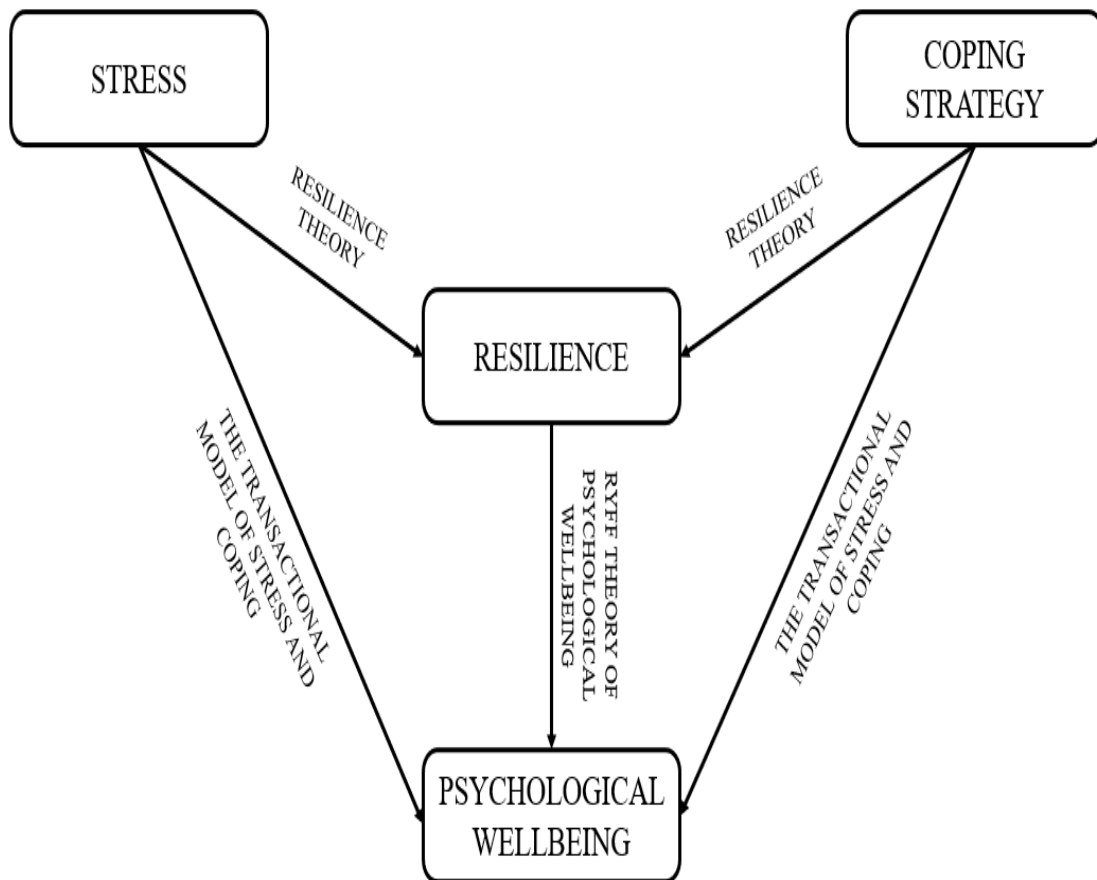 STRESS
COPING
STRATEGY
RESILIENCE
THEORY
RESILIENCE
THEORY
RESILIENCE
THE TRANSACTIONAL
MODEL OF STRESS AND
COPING
RYFF THEORY OF
PSYCHOLOGICAL
WELLBEING
THE TRANSACTIONAL
MODEL OF STRESS AND
COPING
PSYCHOLOGICAL
WELLBEING